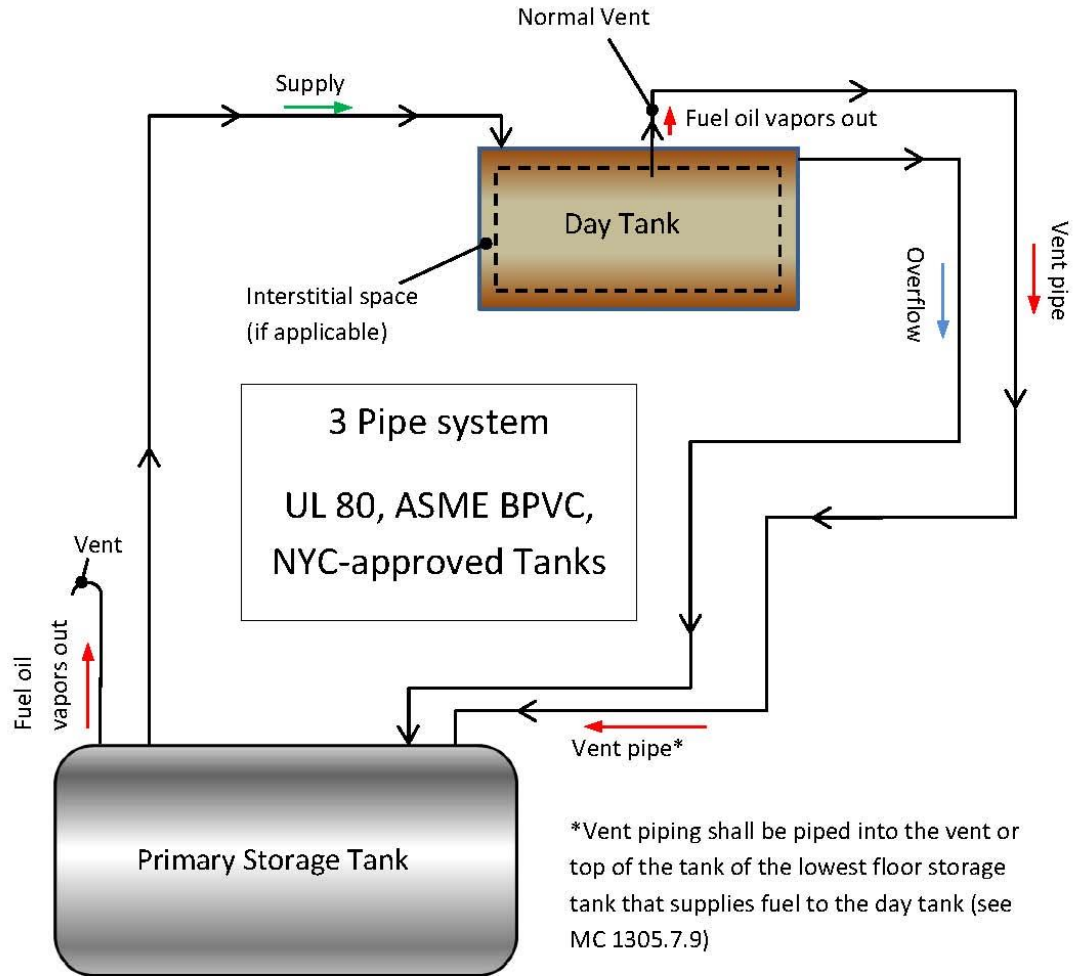 Normal Vent
Supply
Fuel oil vapors out
Day Tank
Vent pipe
Overflow
Interstitial space
(if applicable)
3 Pipe system
UL 80, ASME BPVC,
NYC-approved Tanks
Vent
Fuel oil
vapors out
Vent pipe*
Primary Storage Tank
*Vent piping shall be piped into the vent or
top of the tank of the lowest floor storage
tank that supplies fuel to the day tank (see
MC 1305.7.9)